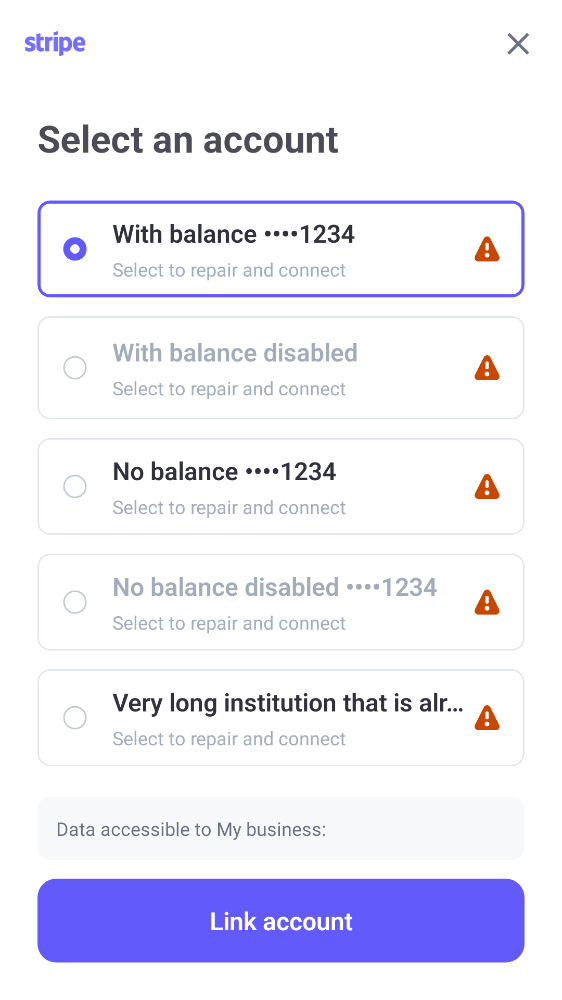 stripe
Select an account
With balance ••••1234
Select to repair and connect
With balance disabled
Select to repair and connect
No balance ••••1234
Select to repair and connect
No balance disabled ••••1234
Select to repair and connect
Very long institution that is alr...
Select to repair and connect
Data accessible to My business:
Link account